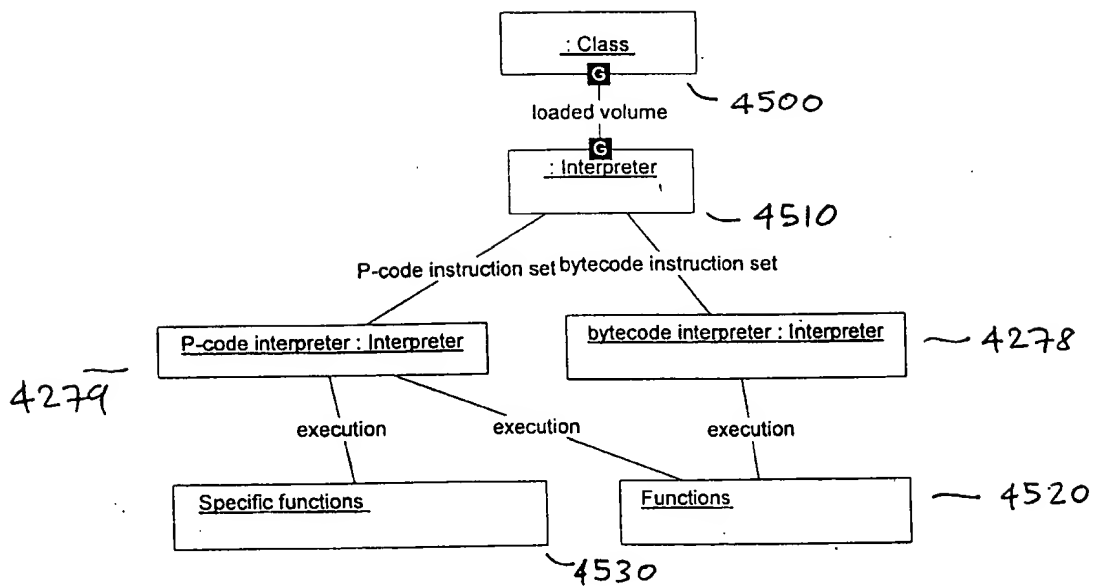 : Class
G
4500
loaded volume
G
: Interpreter
4510
P-code instruction set
bytecode instruction set
P-code interpreter : Interpreter
bytecode interpreter : Interpreter
4278
4279
execution
execution
execution
Specific functions
Functions
4520
4530